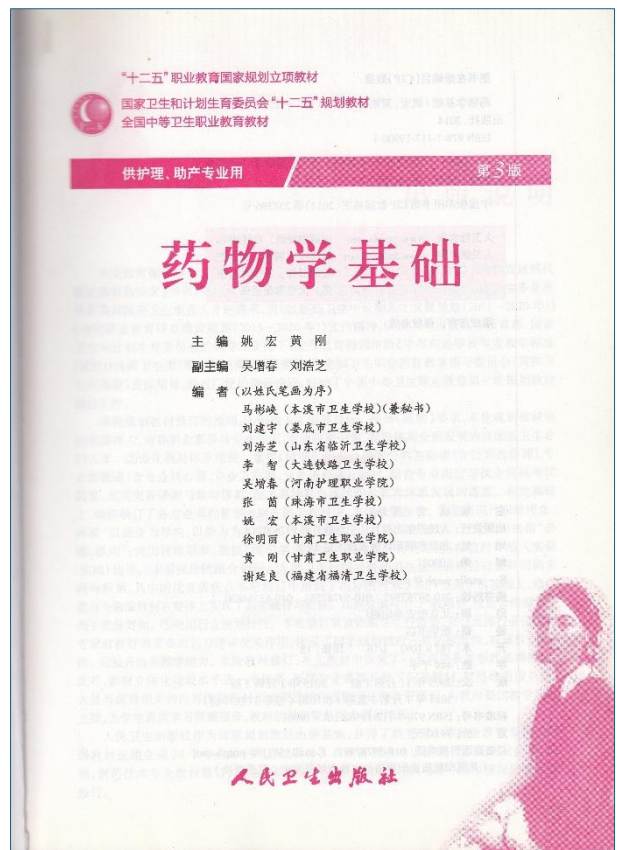 “十二五”职业教育国家规划立项教材
国家卫生和计划生育委员会“十二五”规划教材
全国中等卫生职业教育教材
供护理、助产专业用
第3版
药物学基础
主 编 姚 宏 黄 刚
副主编 吴增春 刘浩芝
编 者（以姓氏笔画为序）
马彬峡（本溪市卫生学校）（兼秘书）
刘建宇（娄底市卫生学校）
刘浩芝（山东省临沂卫生学校）
李 智（大连铁路卫生学校）
吴增春（河南护理职业学院）
张 茵（珠海市卫生学校）
姚 宏（本溪市卫生学校）
徐明丽（甘肃卫生职业学院）
黄 刚（甘肃卫生职业学院）
谢延良（福建省福清卫生学校）
人民卫生出版社